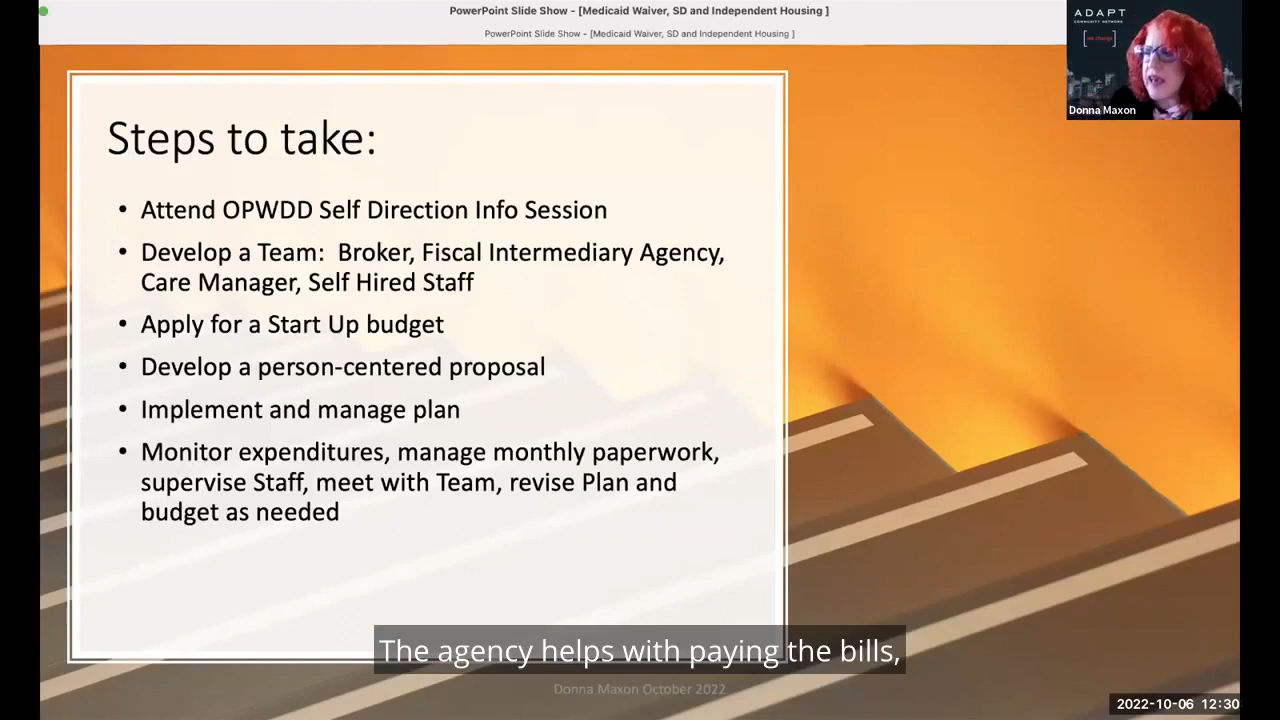 PowerPoint Slide Show - [Medicaid Waiver, SD and Independent Housing ]
PowerPoint Slide Show - [Medicaid Waiver, SD and Independent Housing ]
ADAPT
COMMUNITY NETWORK
Donna Maxon
Steps to take:
• Attend OPWDD Self Direction Info Session
• Develop a Team:  Broker, Fiscal Intermediary Agency,
Care Manager, Self Hired Staff
• Apply for a Start Up budget
• Develop a person-centered proposal
• Implement and manage plan
• Monitor expenditures, manage monthly paperwork,
supervise Staff, meet with Team, revise Plan and
budget as needed
The agency helps with paying the bills,
Donna Maxon October 2022
2022-10-06 12:30